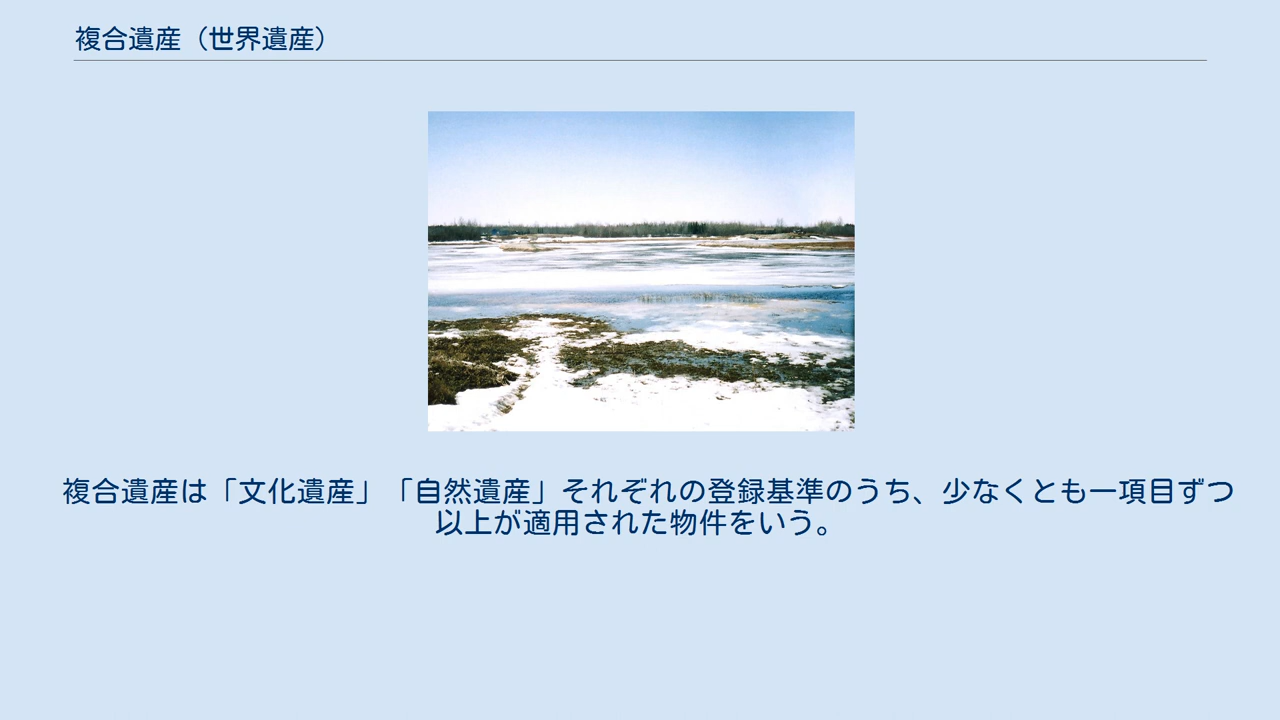 複合遺産（世界遺産）
複合遺産は「文化遺産」「自然遺産」それぞれの登録基準のうち、少なくとも一項目ずつ
以上が適用された物件をいう。